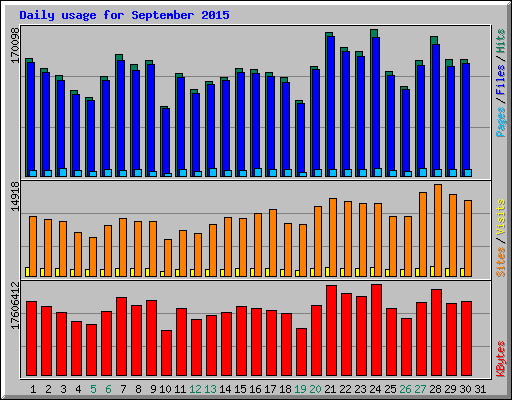 Daily usage for September 2015
170098
Pages / Files / Hits
14918
Sites / Visits
17606412
KBytes
1 2 3 4 5 6 7 8 9 10 11 12 13 14 15 16 17 18 19 20 21 22 23 24 25 26 27 28 29 30 31